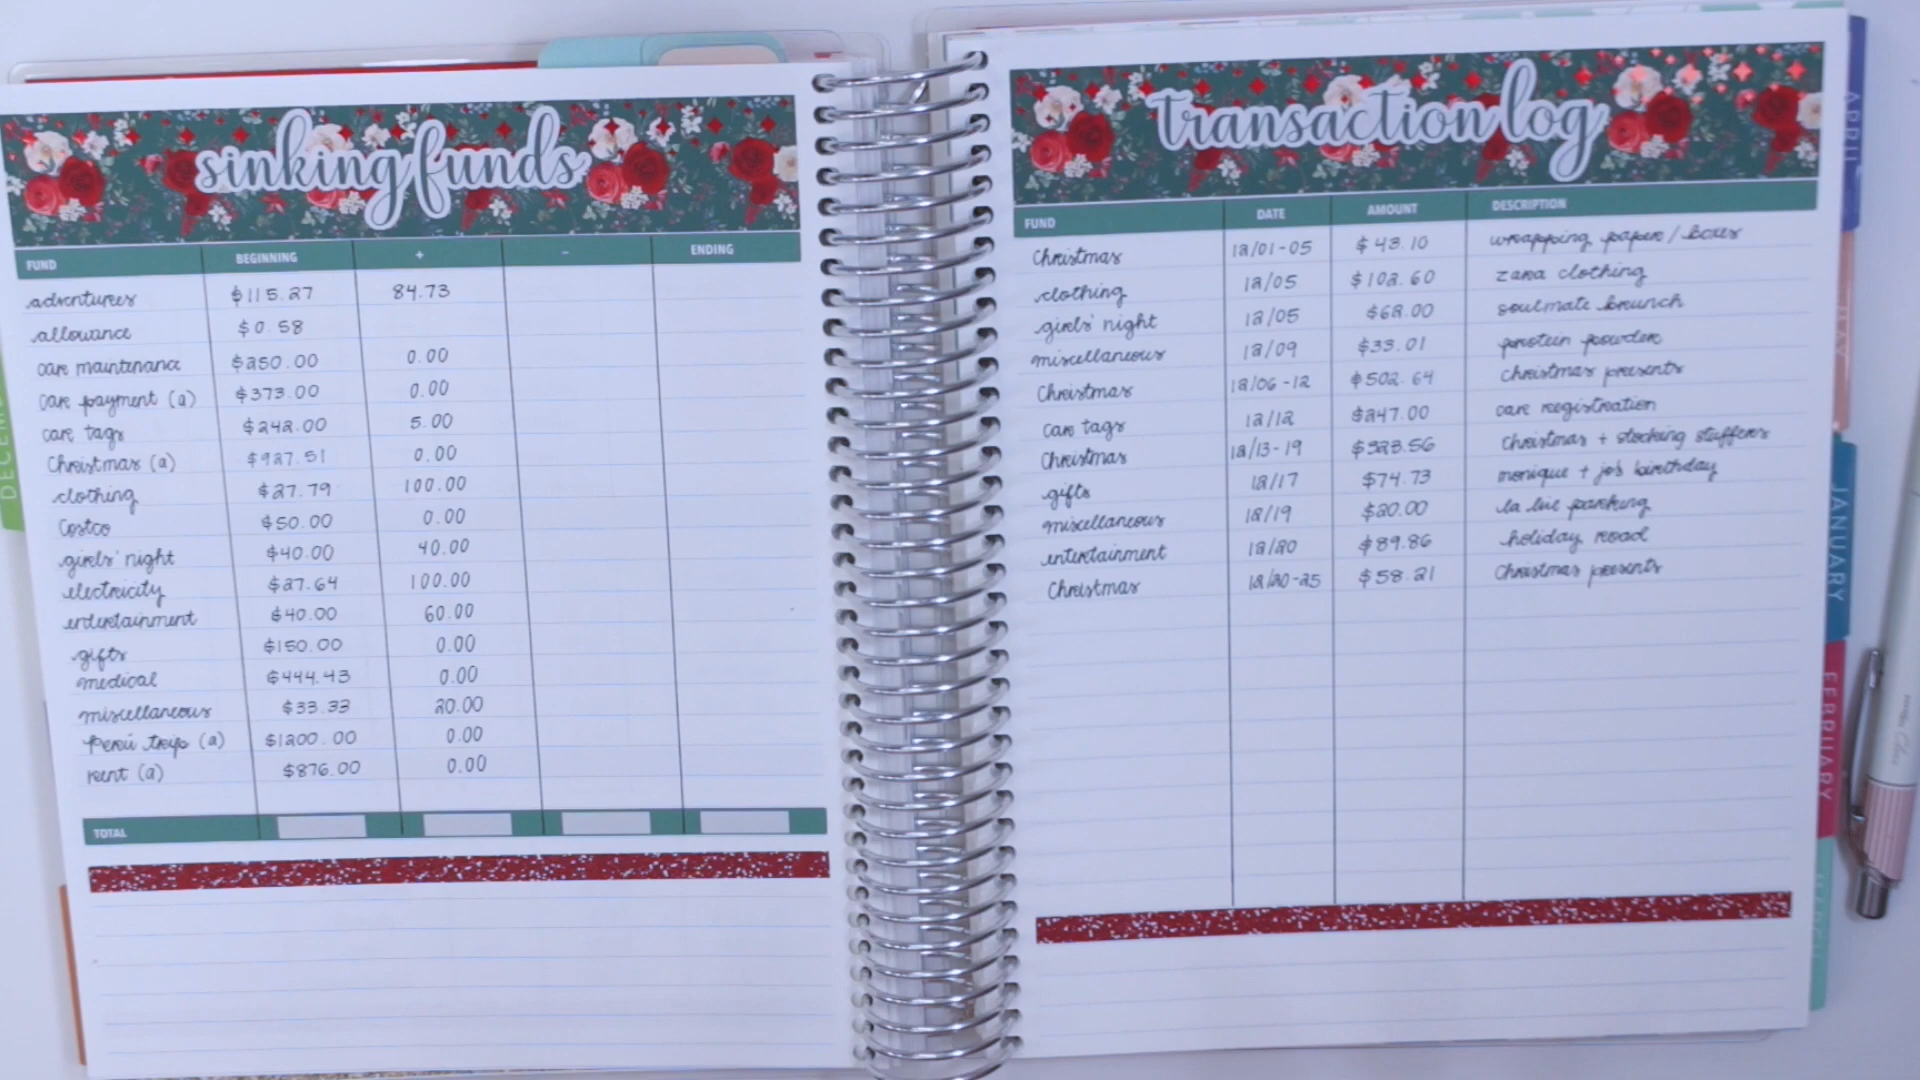 sinking funds
FUND BEGINNING + - ENDING
adventures $115.27 84.73
allowance $0.58
car maintenance $250.00 0.00
car payment (a) $373.00 0.00
car tags $242.00 5.00
Christmas (a) $927.51 0.00
clothing $27.79 100.00
Costco $50.00 0.00
girls' night $40.00 40.00
electricity $27.64 100.00
entertainment $40.00 60.00
gifts $150.00 0.00
medical $444.43 0.00
miscellaneous $33.33 20.00
Perú trip (a) $1200.00 0.00
rent (a) $876.00 0.00
TOTAL
transaction log
FUND DATE AMOUNT DESCRIPTION
Christmas 12/01-05 $43.10 wrapping paper/boxes
clothing 12/05 $102.60 zara clothing
girls' night 12/05 $62.00 soulmate brunch
miscellaneous 12/09 $33.01 protein powder
Christmas 12/06-12 $502.64 Christmas presents
car tags 12/12 $247.00 car registration
Christmas 12/13-19 $323.56 Christmas + stocking stuffers
gifts 12/17 $74.73 monique + jo's birthday
miscellaneous 12/19 $20.00 parking
entertainment 12/20 $89.86 holiday road
Christmas 12/20-25 $58.21 Christmas presents
APRIL
JANUARY
FEBRUARY